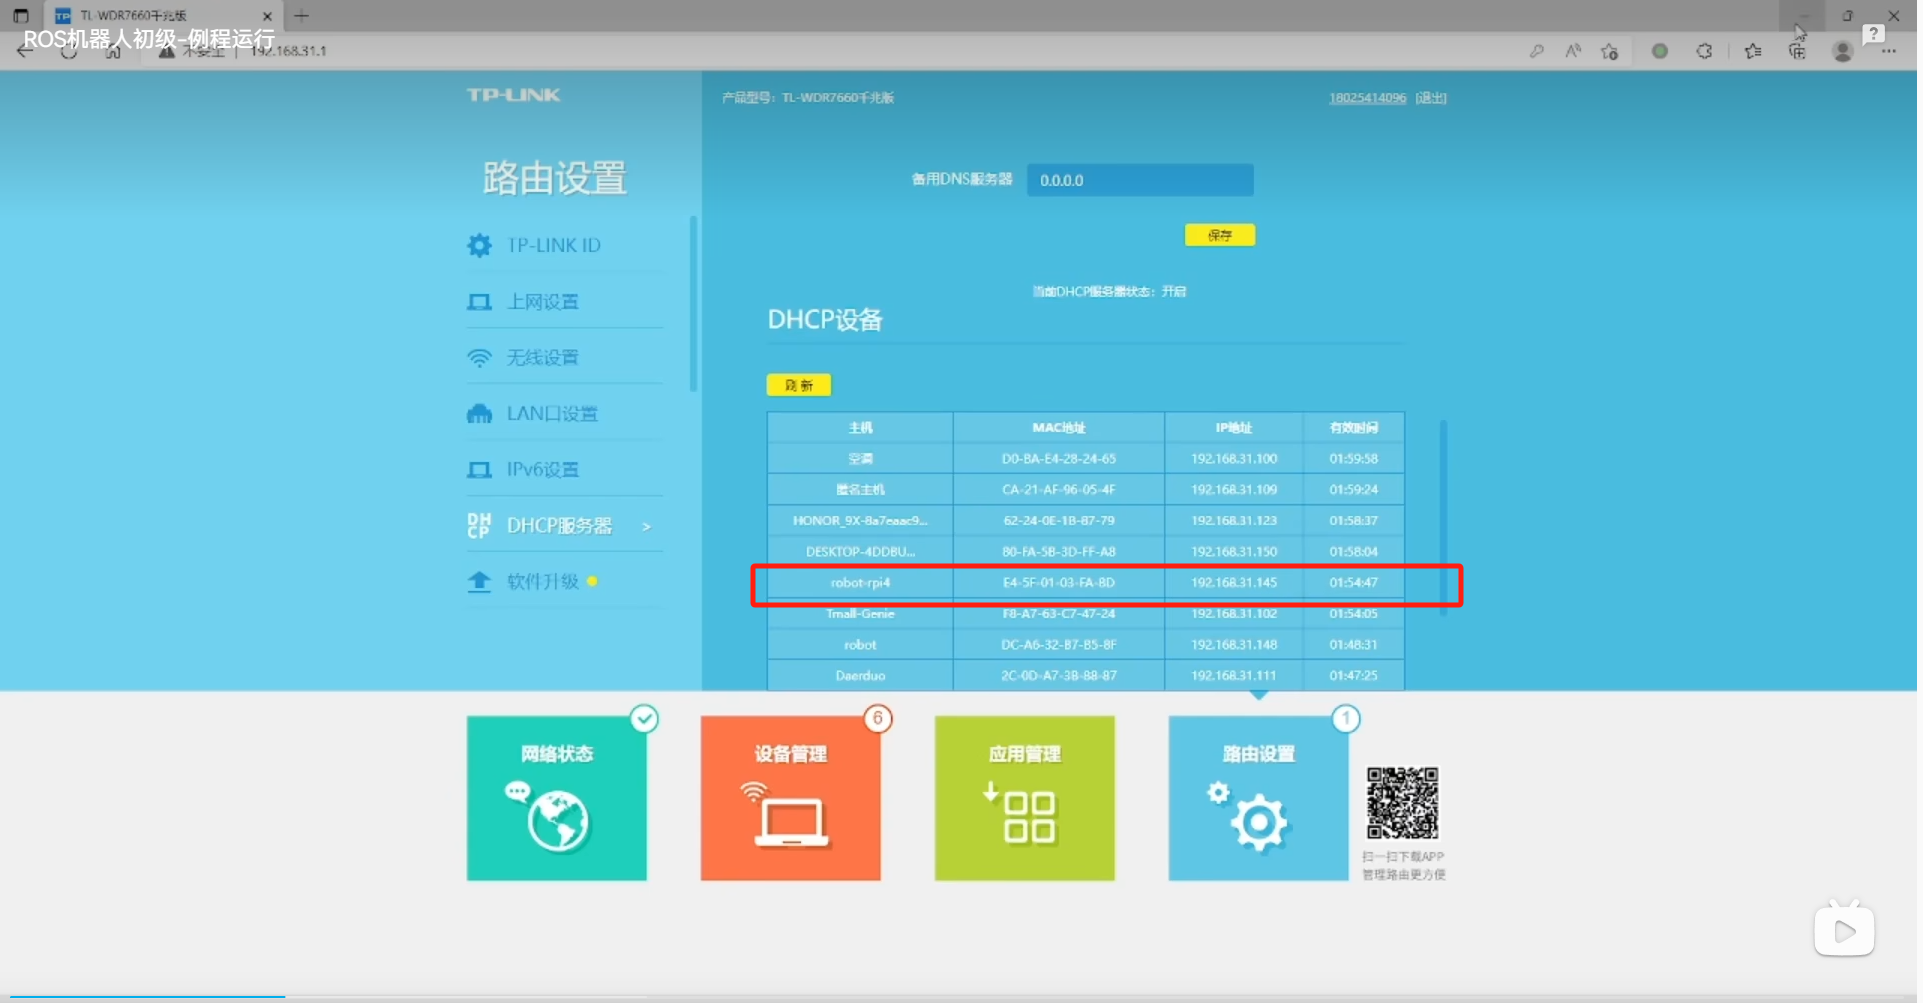 TL-WDR7660千兆版
ROS机器人初级-例程运行
不安全
192.168.31.1
TP-LINK
产品型号：TL-WDR7660千兆版
18025414096 [退出]
路由设置
备用DNS服务器 0.0.0.0
保存
TP-LINK ID
上网设置
无线设置
LAN口设置
IPv6设置
DHCP服务器 >
软件升级
当前DHCP服务器状态：开启
DHCP设备
刷 新
主机 MAC地址 IP地址 有效时间
空调 D0-BA-E4-28-24-65 192.168.31.100 01:59:58
匿名主机 CA-21-AF-96-05-4F 192.168.31.109 01:59:24
HONOR_9X-8a7eaac9... 62-24-0E-1B-87-79 192.168.31.123 01:58:37
DESKTOP-4DDBU... 80-FA-5B-3D-FF-A8 192.168.31.150 01:58:04
robot-rpi4 E4-5F-01-03-FA-8D 192.168.31.145 01:54:47
Tmall-Genie F8-A7-63-C7-47-24 192.168.31.102 01:54:05
robot DC-A6-32-B7-B5-8F 192.168.31.148 01:48:31
Daerduo 2C-0D-A7-3B-88-87 192.168.31.111 01:47:25
网络状态
设备管理
6
应用管理
路由设置
1
扫一扫下载APP
管理路由更方便